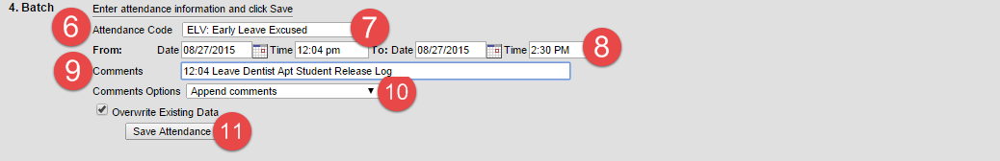 4. Batch Enter attendance information and click Save
6 Attendance Code ELV: Early Leave Excused 7
From: Date 08/27/2015 Time 12:04 pm To: Date 08/27/2015 Time 2:30 PM 8
9 Comments 12:04 Leave Dentist Apt Student Release Log
Comments Options Append comments 10
Overwrite Existing Data
Save Attendance 11